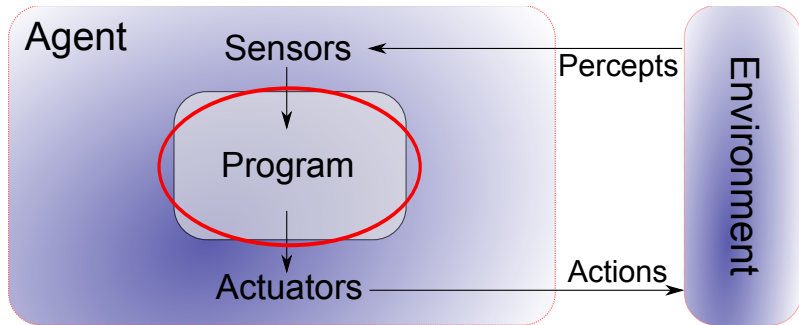 Agent
Sensors
Percepts
Environment
Program
Actuators
Actions